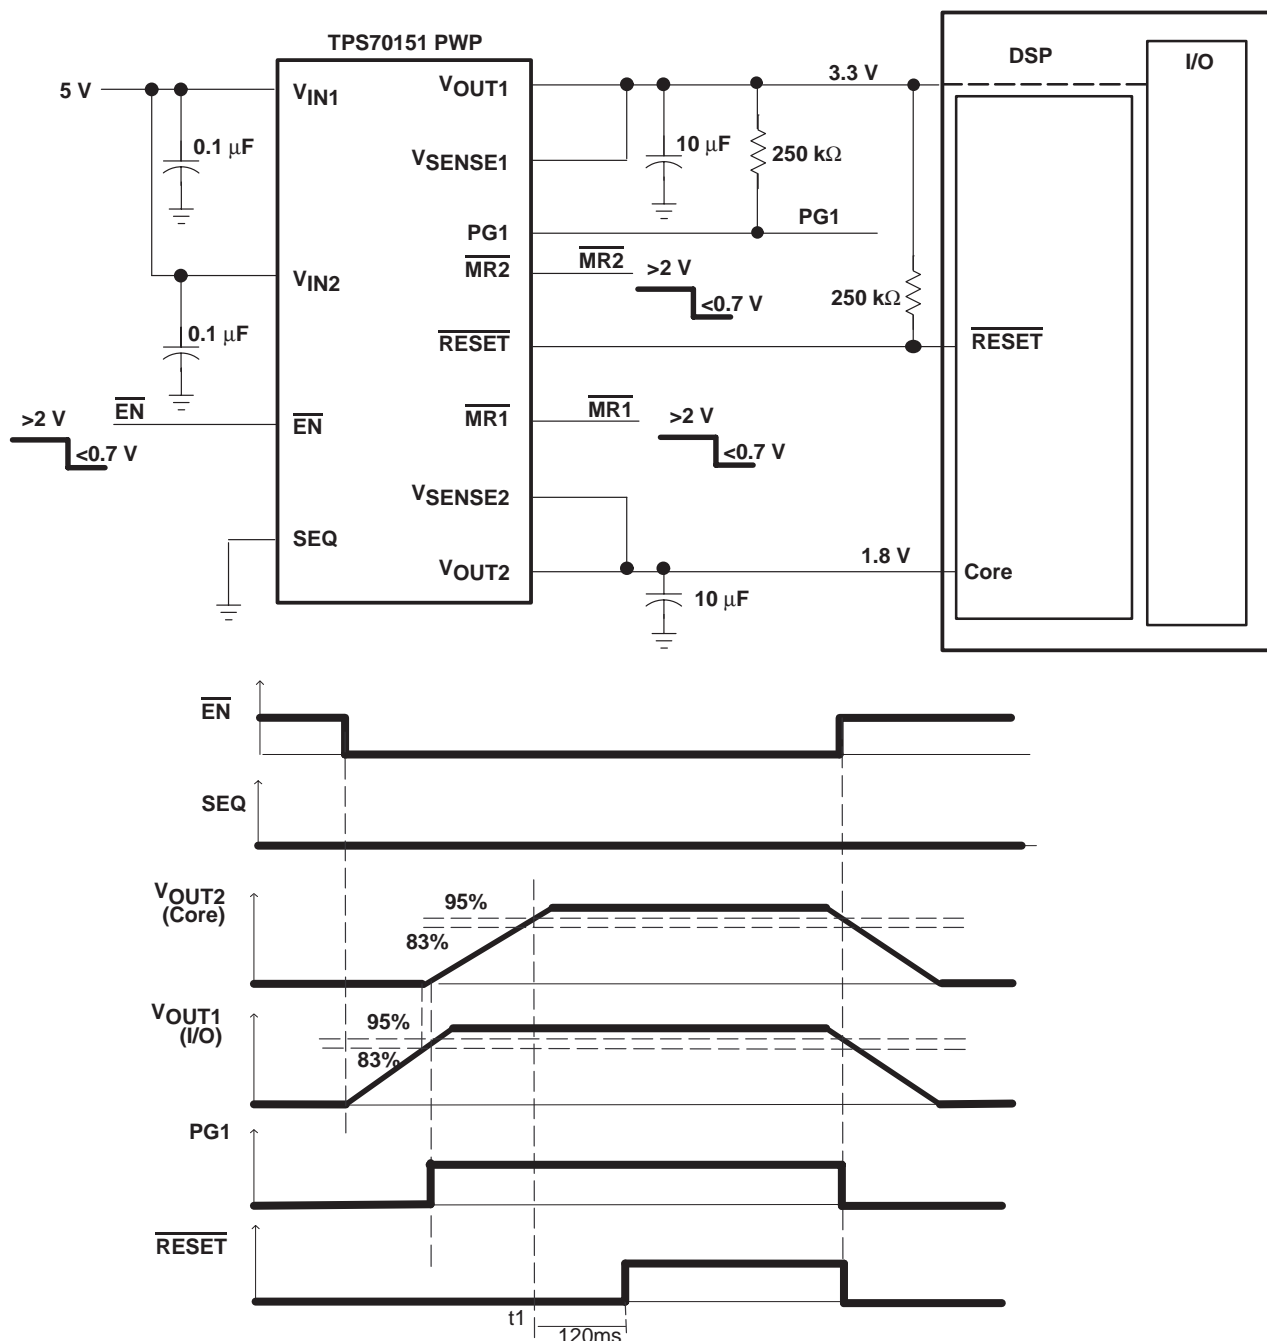 TPS70151 PWP
DSP
I/O
5 V
VIN1
VOUT1
3.3 V
0.1 μF
VSENSE1
10 μF
250 kΩ
PG1
PG1
MR2
MR2
>2 V
<0.7 V
VIN2
250 kΩ
0.1 μF
RESET
RESET
>2 V
EN
EN
<0.7 V
MR1
MR1
>2 V
<0.7 V
VSENSE2
SEQ
VOUT2
1.8 V
Core
10 μF
EN
SEQ
VOUT2
(Core)
95%
83%
VOUT1
(I/O)
95%
83%
PG1
RESET
t1
120ms